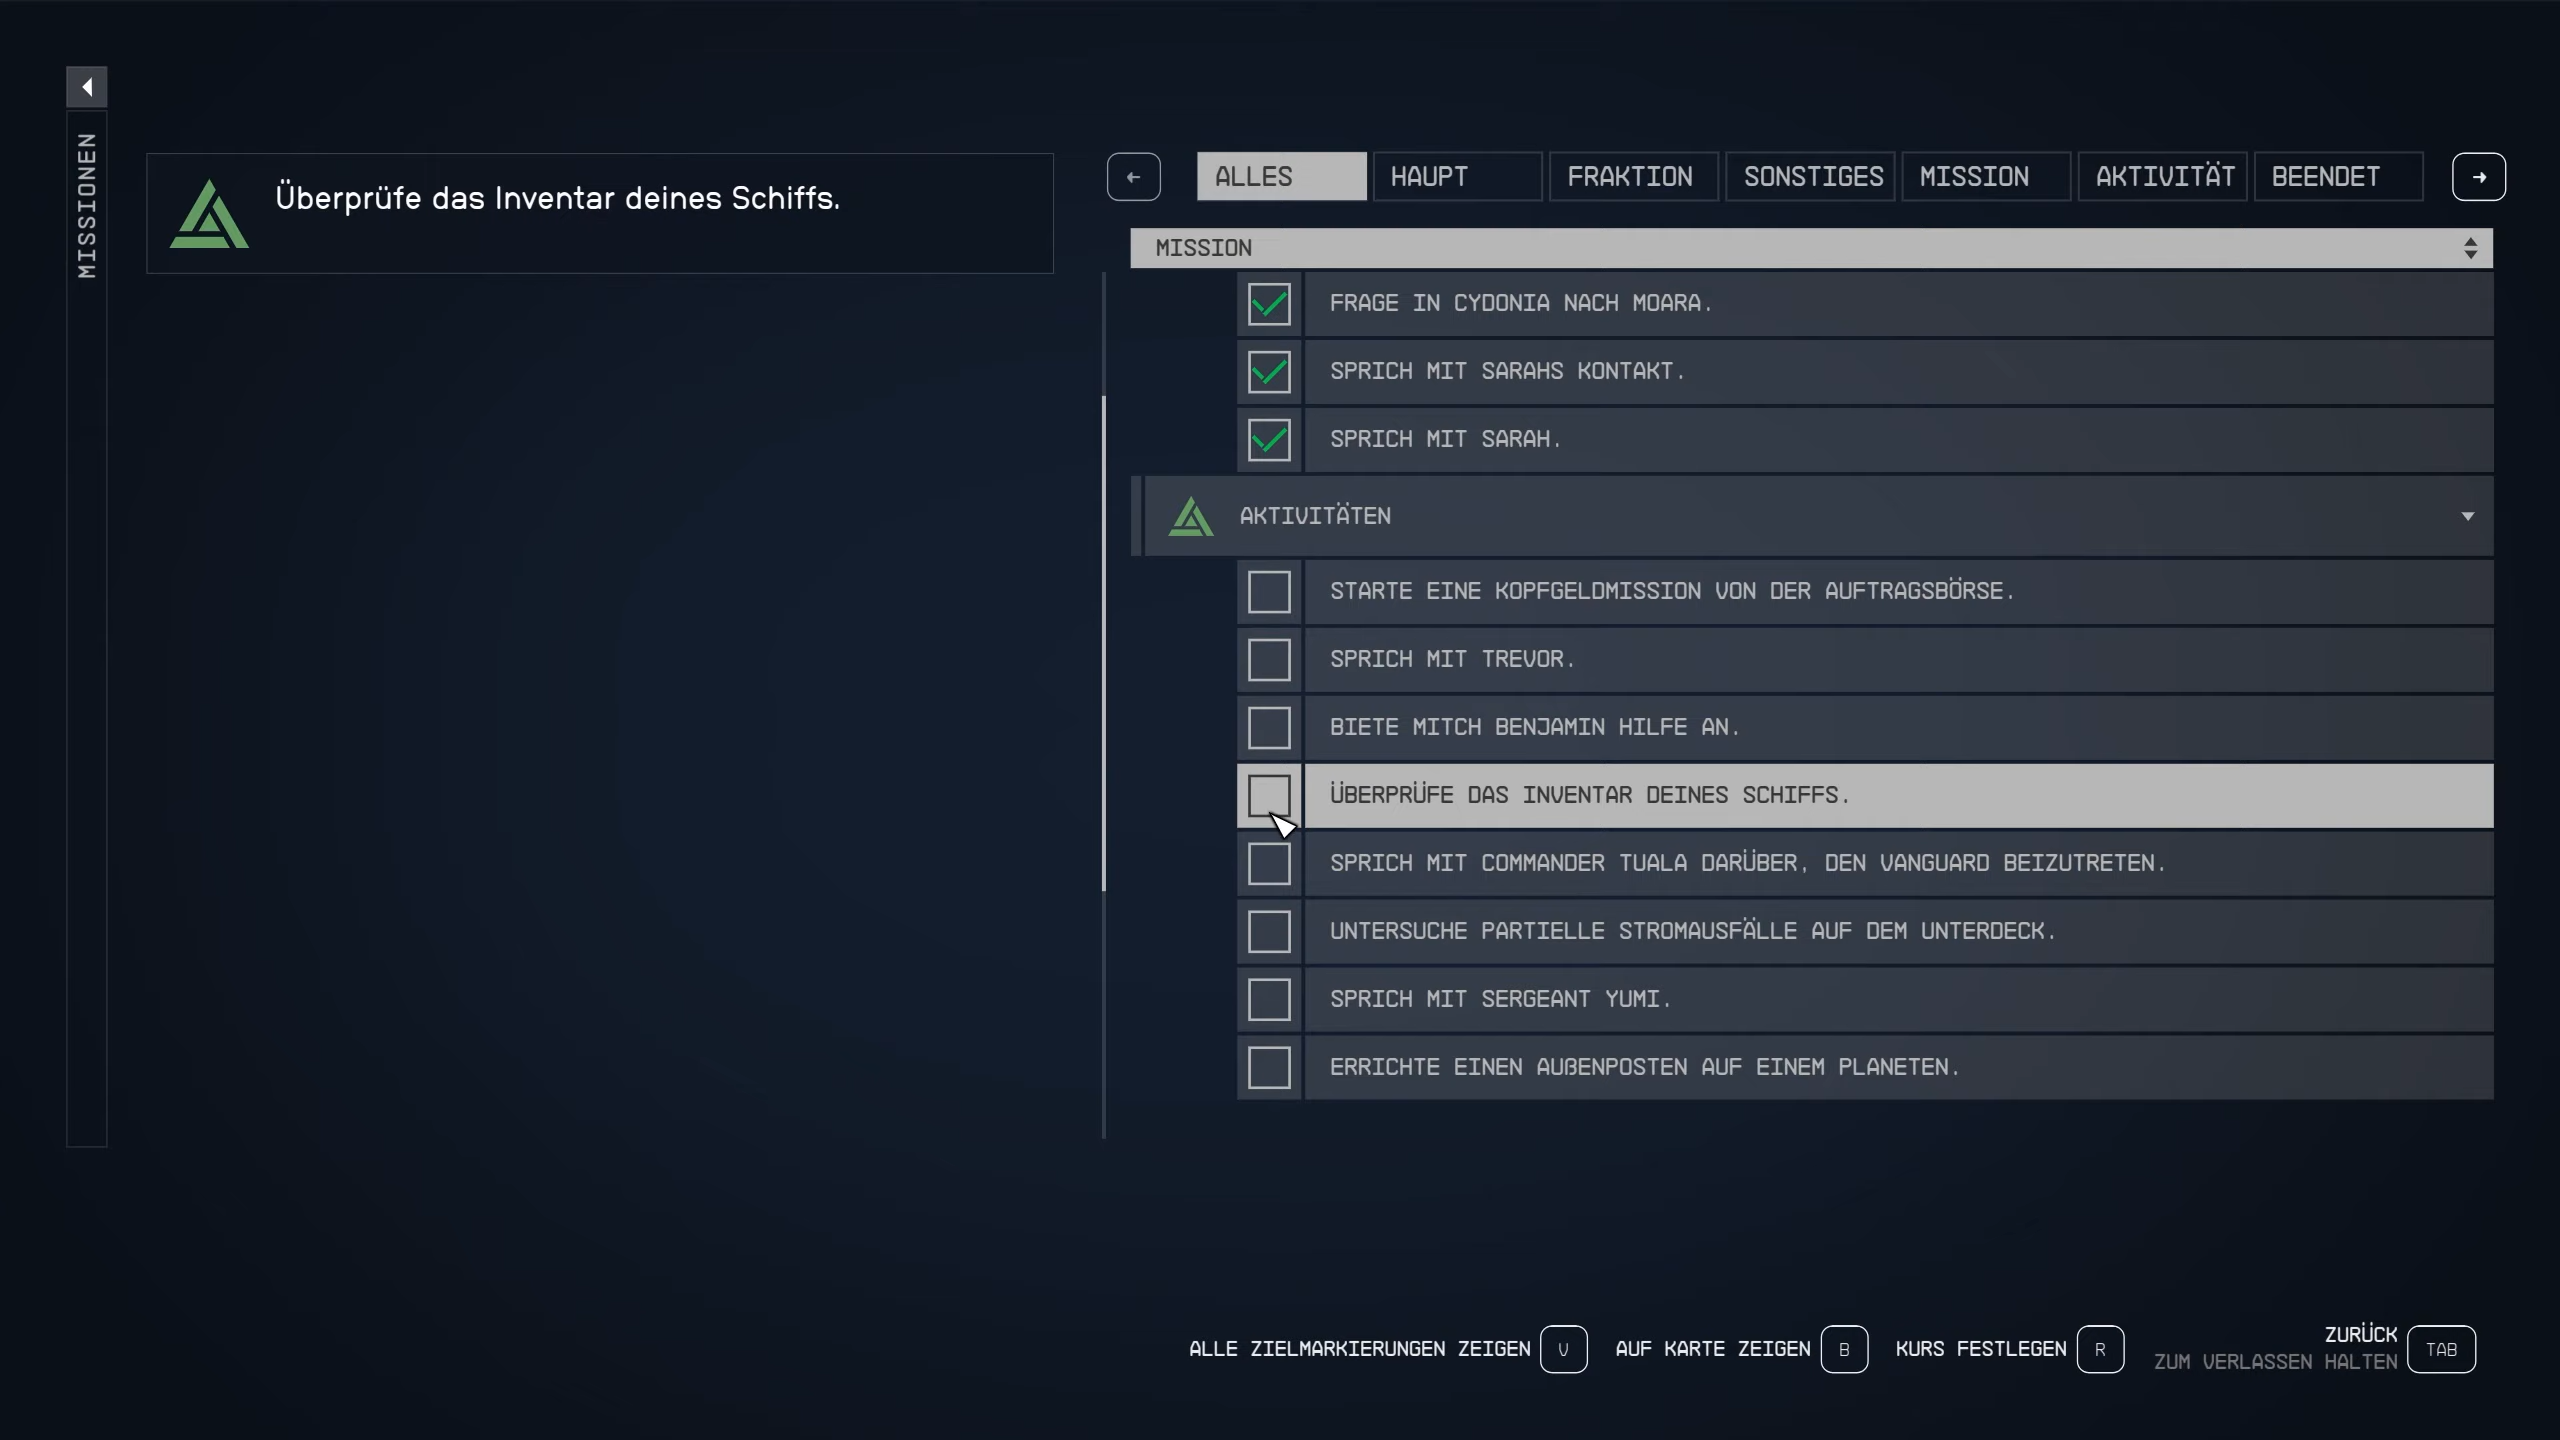 MISSIONEN
Überprüfe das Inventar deines Schiffs.
ALLES
HAUPT
FRAKTION
SONSTIGES
MISSION
AKTIVITÄT
BEENDET
MISSION
FRAGE IN CYDONIA NACH MOARA.
SPRICH MIT SARAHS KONTAKT.
SPRICH MIT SARAH.
AKTIVITÄTEN
STARTE EINE KOPFGELDMISSION VON DER AUFTRAGSBÖRSE.
SPRICH MIT TREVOR.
BIETE MITCH BENJAMIN HILFE AN.
ÜBERPRÜFE DAS INVENTAR DEINES SCHIFFS.
SPRICH MIT COMMANDER TUALA DARÜBER, DEN VANGUARD BEIZUTRETEN.
UNTERSUCHE PARTIELLE STROMAUSFÄLLE AUF DEM UNTERDECK.
SPRICH MIT SERGEANT YUMI.
ERRICHTE EINEN AUßENPOSTEN AUF EINEM PLANETEN.
ALLE ZIELMARKIERUNGEN ZEIGEN V
AUF KARTE ZEIGEN B
KURS FESTLEGEN R
ZURÜCK
ZUM VERLASSEN HALTEN TAB